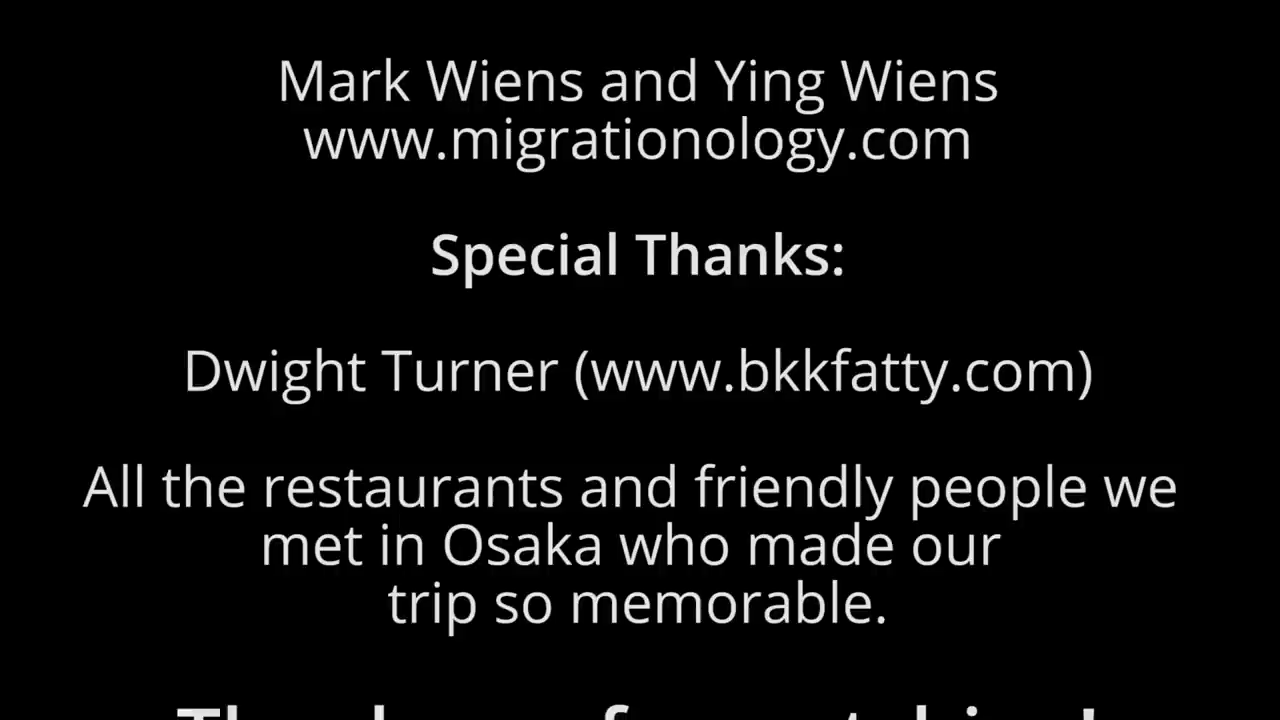 Mark Wiens and Ying Wiens
www.migrationology.com
Special Thanks:
Dwight Turner (www.bkkfatty.com)
All the restaurants and friendly people we
met in Osaka who made our
trip so memorable.